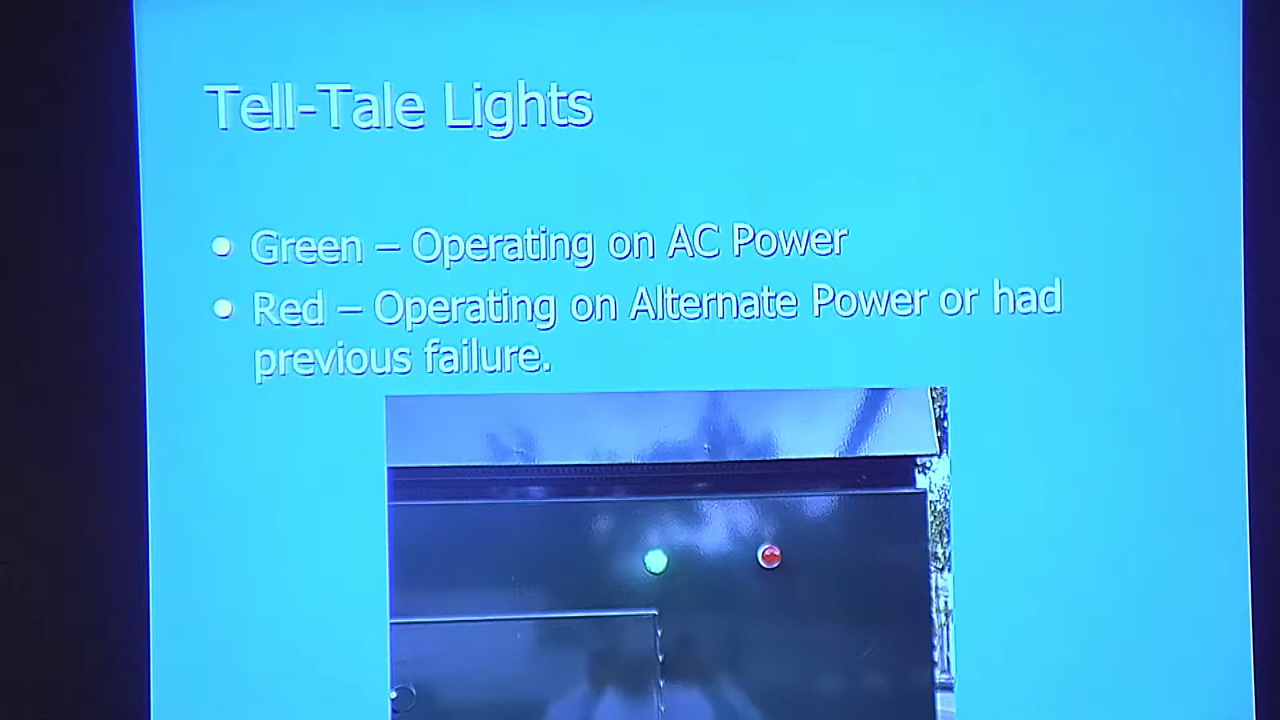 Tell-Tale Lights
• Green – Operating on AC Power
• Red – Operating on Alternate Power or had
previous failure.